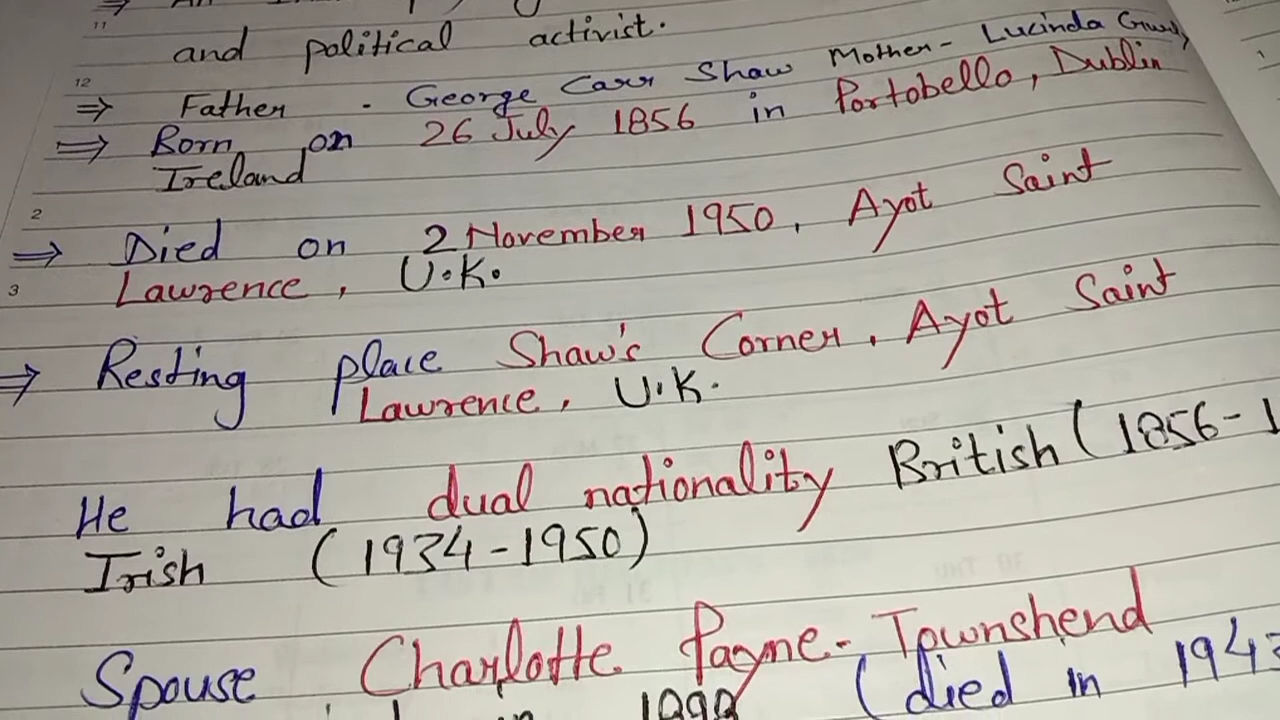 and political activist.
⇒ Father - George Carr Shaw Mother - Lucinda
⇒ Born on 26 July 1856 in Portobello, Dublin
Ireland
⇒ Died on 2 November 1950, Ayot Saint
Lawrence, U.K.
⇒ Resting place Shaw's Corner, Ayot Saint
Lawrence, U.K.
He had dual nationality British (1856-1
Irish (1934-1950)
Spouse Charlotte Payne-Townshend
(died in 194